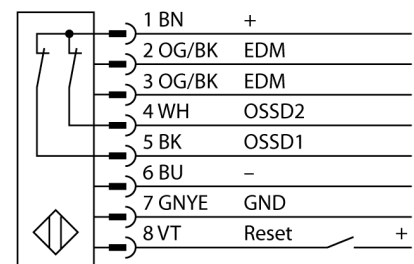 1 BN +
2 OG/BK EDM
3 OG/BK EDM
4 WH OSSD2
5 BK OSSD1
6 BU –
7 GNYE GND
8 VT Reset +